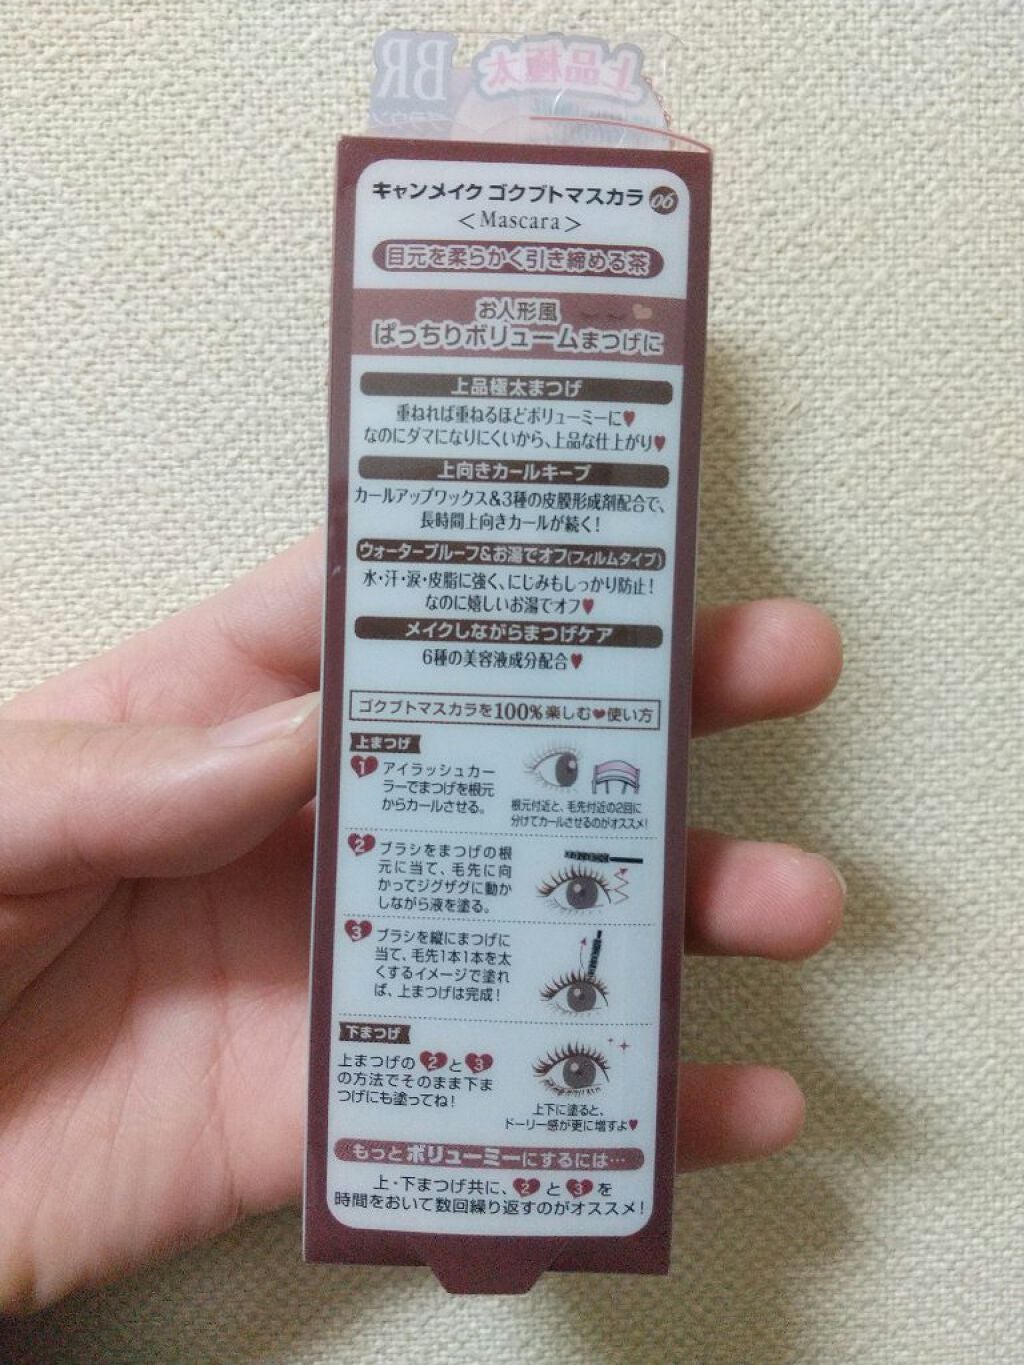 上品極太
BR
ブラウン
キャンメイク ゴクブトマスカラ 06
＜Mascara＞
目元を柔らかく引き締める茶
お人形風
ぱっちりボリュームまつげに
上品極太まつげ
重ねれば重ねるほどボリューミーに♥
なのにダマになりにくいから、上品な仕上がり♥
上向きカールキープ
カールアップワックス&3種の皮膜形成剤配合で、
長時間上向きカールが続く！
ウォータープルーフ&お湯でオフ(フィルムタイプ)
水・汗・涙・皮脂に強く、にじみもしっかり防止！
なのに嬉しいお湯でオフ♥
メイクしながらまつげケア
6種の美容液成分配合♥
ゴクブトマスカラを100%楽しむ♥使い方
上まつげ
1 アイラッシュカー
ラーでまつげを根元
からカールさせる。
根元付近と、毛先付近の2回に
分けてカールさせるのがオススメ！
2 ブラシをまつげの根
元に当て、毛先に向
かってジグザグに動か
しながら液を塗る。
3 ブラシを縦にまつげに
当て、毛先1本1本を太
くするイメージで塗れ
ば、上まつげは完成！
下まつげ
上まつげの 2 と 3
の方法でそのまま下ま
つげにも塗ってね！
上下に塗ると、
ドーリー感が更に増すよ♥
もっとボリューミーにするには…
上・下まつげ共に、2 と 3 を
時間をおいて数回繰り返すのがオススメ！